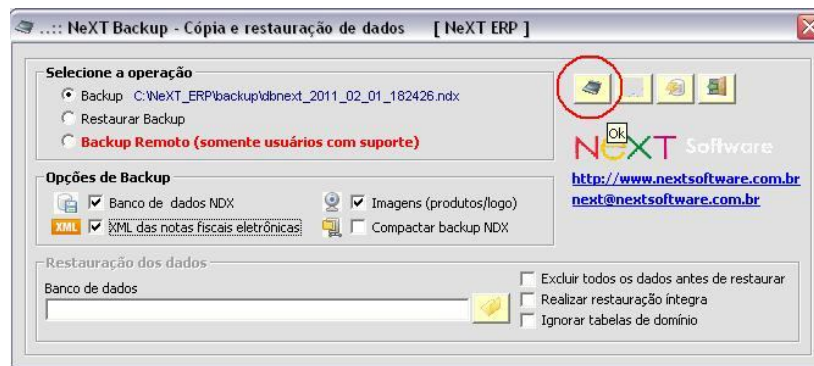 ..:: NeXT Backup - Cópia e restauração de dados [ NeXT ERP ]
Selecione a operação
Backup C:\NeXT_ERP\backup\dbnext_2011_02_01_182426.ndx
Restaurar Backup
Backup Remoto (somente usuários com suporte)
Ok
NeXT Software
http://www.nextsoftware.com.br
next@nextsoftware.com.br
Opções de Backup
Banco de dados NDX
Imagens (produtos/logo)
XML
XML das notas fiscais eletrônicas
Compactar backup NDX
Restauração dos dados
Banco de dados
Excluir todos os dados antes de restaurar
Realizar restauração íntegra
Ignorar tabelas de domínio